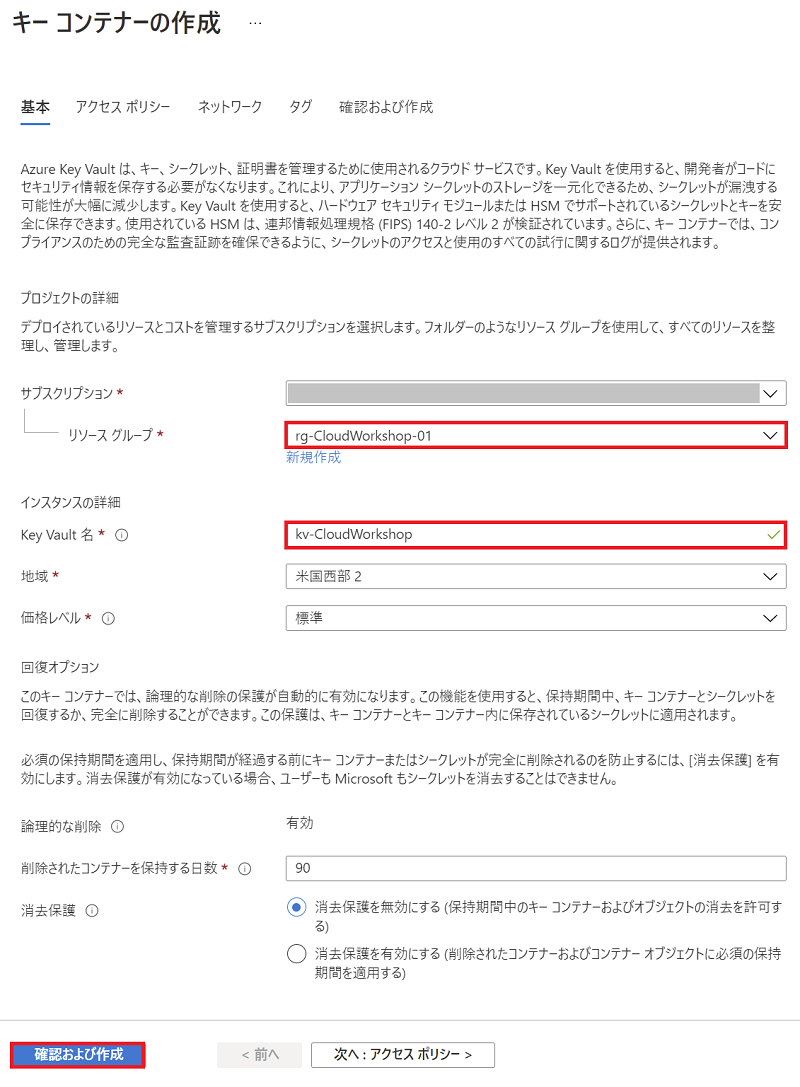 キー コンテナーの作成 …
基本 アクセス ポリシー ネットワーク タグ 確認および作成
Azure Key Vault は、キー、シークレット、証明書を管理するために使用されるクラウド サービスです。Key Vault を使用すると、開発者がコードに
セキュリティ情報を保存する必要がなくなります。これにより、アプリケーション シークレットのストレージを一元化できるため、シークレットが漏洩する
可能性が大幅に減少します。Key Vault を使用すると、ハードウェア セキュリティ モジュールまたは HSM でサポートされているシークレットとキーを安
全に保存できます。使用されている HSM は、連邦情報処理規格 (FIPS) 140-2 レベル 2 が検証されています。さらに、キー コンテナーでは、コン
プライアンスのための完全な監査証跡を確保できるように、シークレットのアクセスと使用のすべての試行に関するログが提供されます。
プロジェクトの詳細
デプロイされているリソースとコストを管理するサブスクリプションを選択します。フォルダーのようなリソース グループを使用して、すべてのリソースを整
理し、管理します。
サブスクリプション *
リソース グループ * rg-CloudWorkshop-01
新規作成
インスタンスの詳細
Key Vault 名 * kv-CloudWorkshop
地域 * 米国西部 2
価格レベル * 標準
回復オプション
このキー コンテナーでは、論理的な削除の保護が自動的に有効になります。この機能を使用すると、保持期間中、キー コンテナーとシークレットを
回復するか、完全に削除することができます。この保護は、キー コンテナーとキー コンテナー内に保存されているシークレットに適用されます。
必須の保持期間を適用し、保持期間が経過する前にキー コンテナーまたはシークレットが完全に削除されるのを防止するには、[消去保護] を有
効にします。消去保護が有効になっている場合、ユーザーも Microsoft もシークレットを消去することはできません。
論理的な削除 有効
削除されたコンテナーを保持する日数 * 90
消去保護 消去保護を無効にする (保持期間中のキー コンテナーおよびオブジェクトの消去を許可す
る)
消去保護を有効にする (削除されたコンテナーおよびコンテナー オブジェクトに必須の保持
期間を適用する)
確認および作成 < 前へ 次へ : アクセス ポリシー >